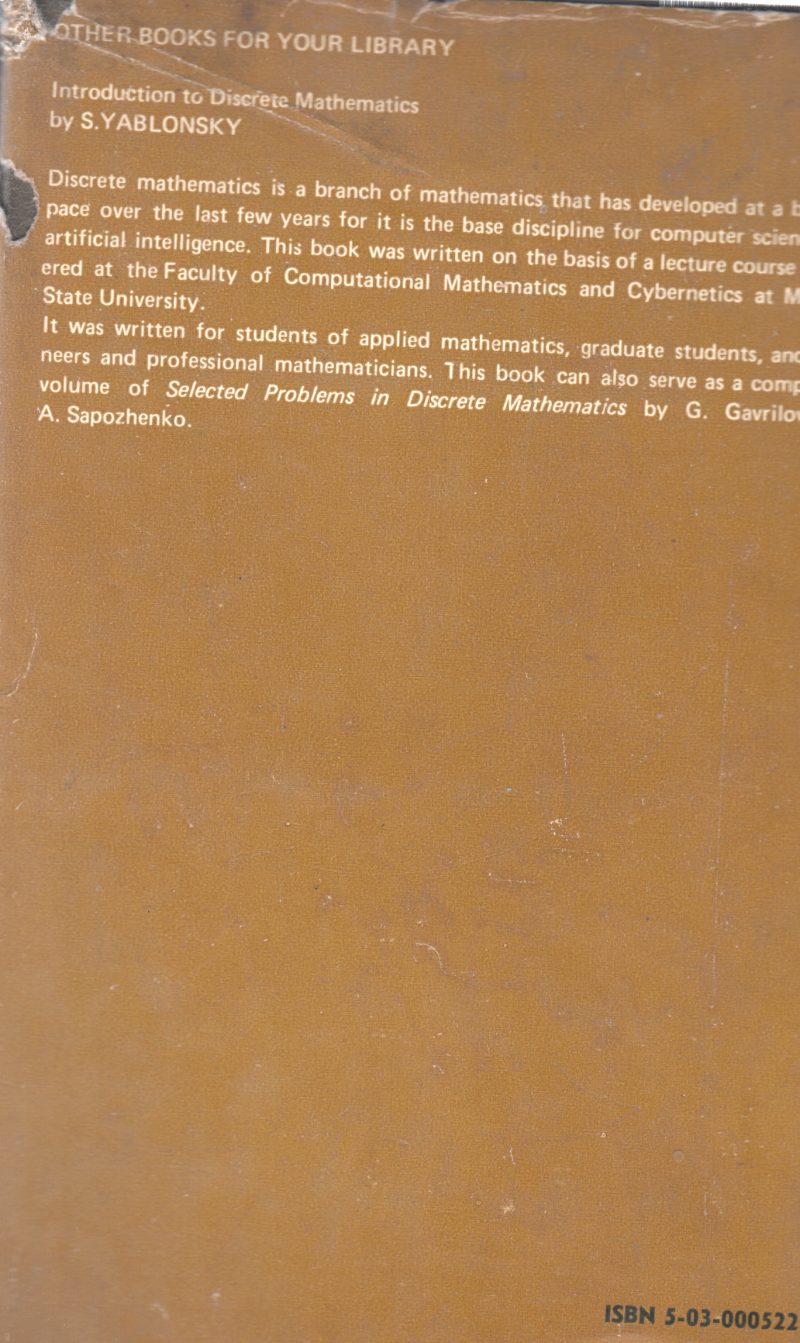 OTHER BOOKS FOR YOUR LIBRARY
Introduction to Discrete Mathematics
by S.YABLONSKY
Discrete mathematics is a branch of mathematics that has developed at a
pace over the last few years for it is the base discipline for computer scien
artificial intelligence. This book was written on the basis of a lecture course
ered at the Faculty of Computational Mathematics and Cybernetics at M
State University.
It was written for students of applied mathematics, graduate students, and
neers and professional mathematicians. This book can also serve as a comp
volume of Selected Problems in Discrete Mathematics by G. Gavrilov
A. Sapozhenko.
ISBN 5-03-000522